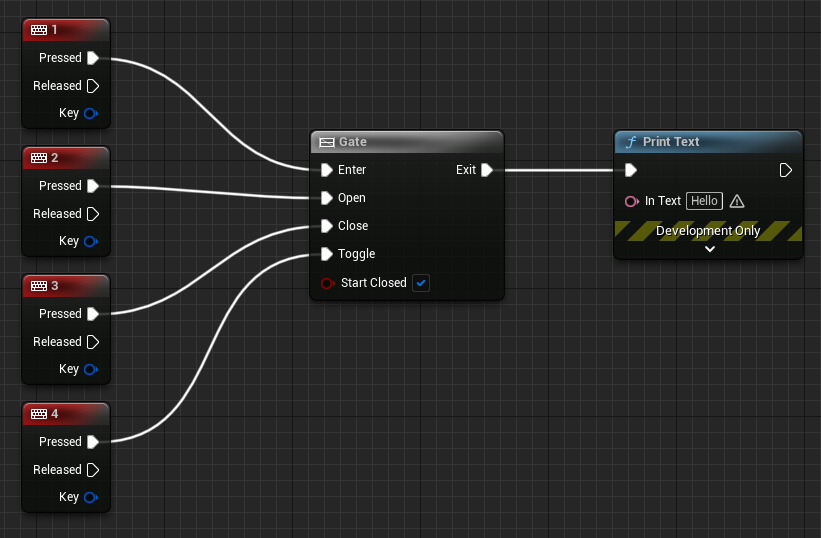 1
Pressed
Released
Key
2
Pressed
Released
Key
3
Pressed
Released
Key
4
Pressed
Released
Key
Gate
Enter Exit
Open
Close
Toggle
Start Closed
f Print Text
In Text Hello
Development Only